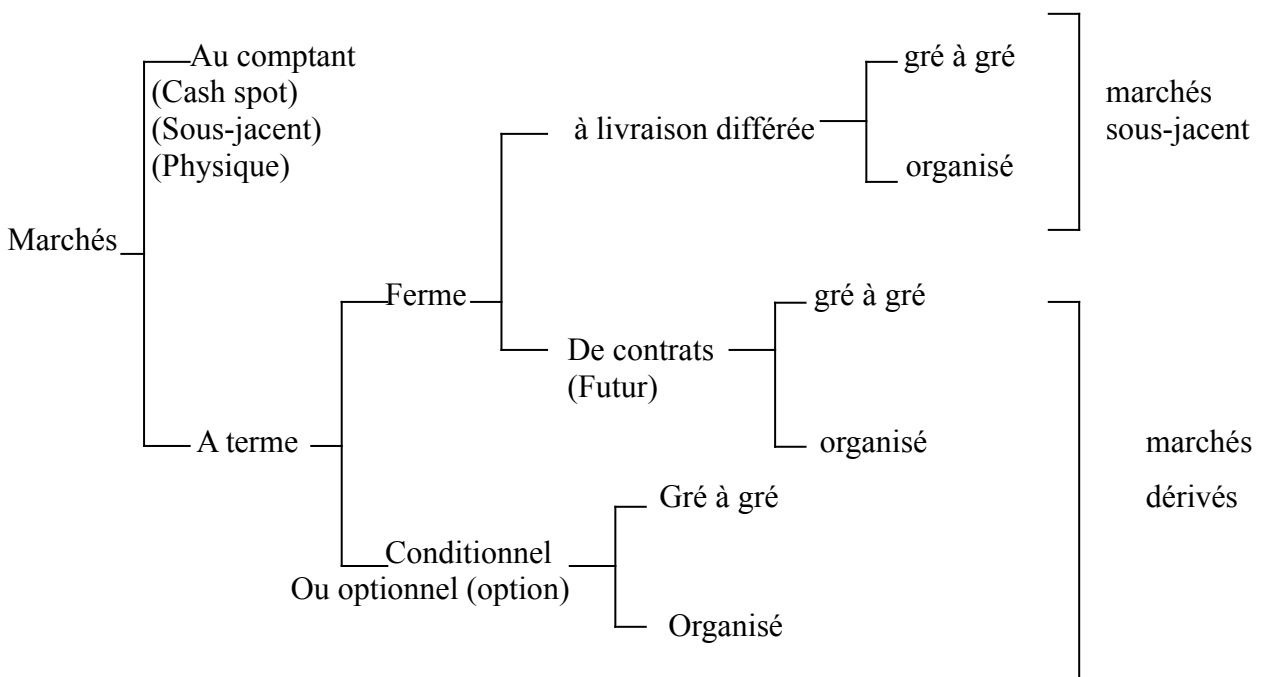 Au comptant
(Cash spot)
(Sous-jacent)
(Physique)
gré à gré
marchés
sous-jacent
à livraison différée
organisé
Marchés
Ferme
gré à gré
De contrats
(Futur)
A terme
organisé
marchés
dérivés
Gré à gré
Conditionnel
Ou optionnel (option)
Organisé